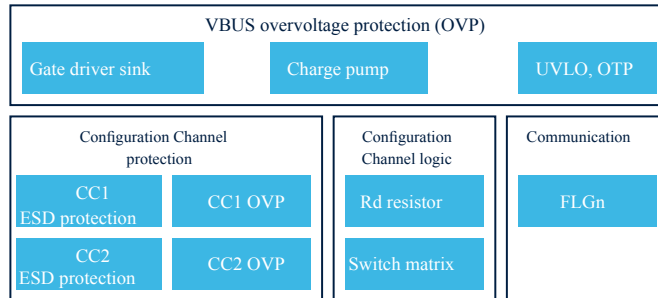 VBUS overvoltage protection (OVP)
Gate driver sink
Charge pump
UVLO, OTP
Configuration Channel
protection
CC1
ESD protection
CC1 OVP
CC2
ESD protection
CC2 OVP
Configuration
Channel logic
Rd resistor
Switch matrix
Communication
FLGn